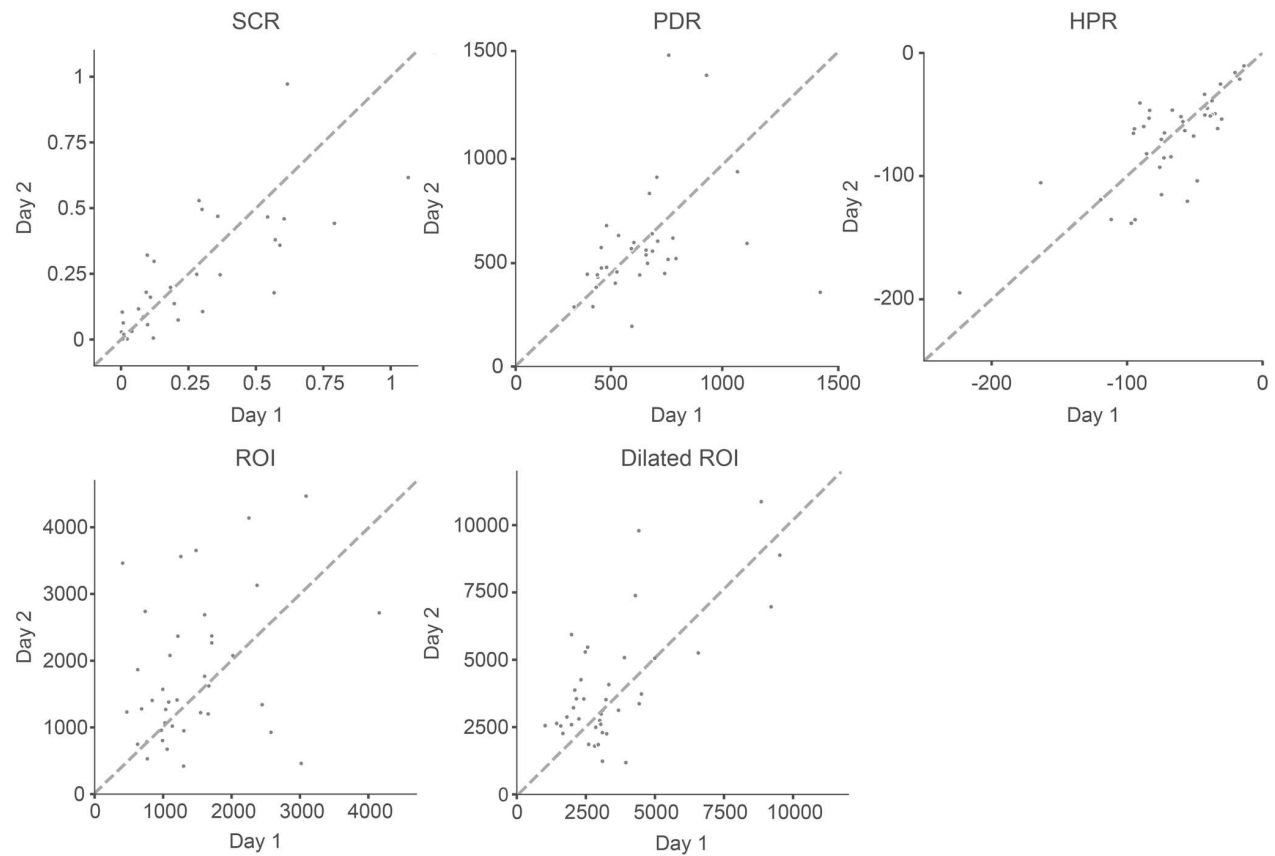 SCR
1
0.75
0.5
0.25
0
Day 2
0 0.25 0.5 0.75 1
Day 1
PDR
1500
1000
500
0
Day 2
0 500 1000 1500
Day 1
HPR
0
-100
-200
Day 2
-200 -100 0
Day 1
ROI
4000
3000
2000
1000
0
Day 2
0 1000 2000 3000 4000
Day 1
Dilated ROI
10000
7500
5000
2500
0
Day 2
0 2500 5000 7500 10000
Day 1